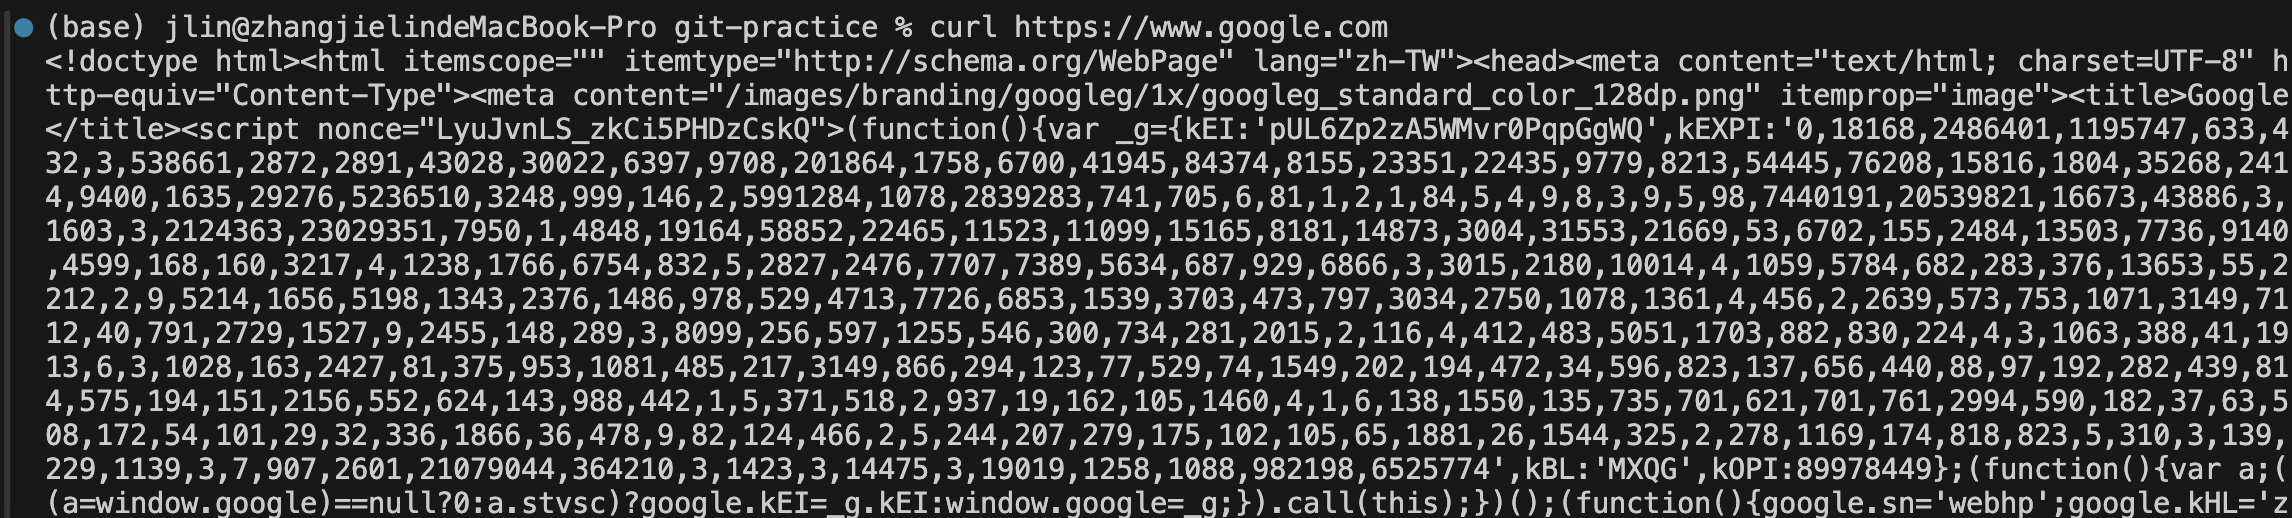 (base) jlin@zhangjielindeMacBook-Pro git-practice % curl https://www.google.com
<!doctype html><html itemscope="" itemtype="http://schema.org/WebPage" lang="zh-TW"><head><meta content="text/html; charset=UTF-8" h
ttp-equiv="Content-Type"><meta content="/images/branding/googleg/1x/googleg_standard_color_128dp.png" itemprop="image"><title>Google
</title><script nonce="LyuJvnLS_zkCi5PHDzCskQ">(function(){var _g={kEI:'pUL6Zp2zA5WMvr0PqpGgWQ',kEXPI:'0,18168,2486401,1195747,633,4
32,3,538661,2872,2891,43028,30022,6397,9708,201864,1758,6700,41945,84374,8155,23351,22435,9779,8213,54445,76208,15816,1804,35268,241
4,9400,1635,29276,5236510,3248,999,146,2,5991284,1078,2839283,741,705,6,81,1,2,1,84,5,4,9,8,3,9,5,98,7440191,20539821,16673,43886,3,
1603,3,2124363,23029351,7950,1,4848,19164,58852,22465,11523,11099,15165,8181,14873,3004,31553,21669,53,6702,155,2484,13503,7736,9140
,4599,168,160,3217,4,1238,1766,6754,832,5,2827,2476,7707,7389,5634,687,929,6866,3,3015,2180,10014,4,1059,5784,682,283,376,13653,55,2
212,2,9,5214,1656,5198,1343,2376,1486,978,529,4713,7726,6853,1539,3703,473,797,3034,2750,1078,1361,4,456,2,2639,573,753,1071,3149,71
12,40,791,2729,1527,9,2455,148,289,3,8099,256,597,1255,546,300,734,281,2015,2,116,4,412,483,5051,1703,882,830,224,4,3,1063,388,41,19
13,6,3,1028,163,2427,81,375,953,1081,485,217,3149,866,294,123,77,529,74,1549,202,194,472,34,596,823,137,656,440,88,97,192,282,439,81
4,575,194,151,2156,552,624,143,988,442,1,5,371,518,2,937,19,162,105,1460,4,1,6,138,1550,135,735,701,621,701,761,2994,590,182,37,63,5
08,172,54,101,29,32,336,1866,36,478,9,82,124,466,2,5,244,207,279,175,102,105,65,1881,26,1544,325,2,278,1169,174,818,823,5,310,3,139,
229,1139,3,7,907,2601,21079044,364210,3,1423,3,14475,3,19019,1258,1088,982198,6525774',kBL:'MXQG',kOPI:89978449};(function(){var a;(
(a=window.google)==null?0:a.stvsc)?google.kEI=_g.kEI:window.google=_g;}).call(this);})();(function(){google.sn='webhp';google.kHL='z